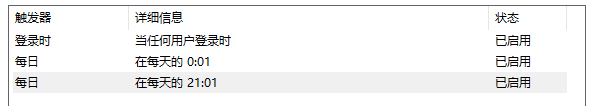 触发器 详细信息 状态
登录时 当任何用户登录时 已启用
每日 在每天的 0:01 已启用
每日 在每天的 21:01 已启用